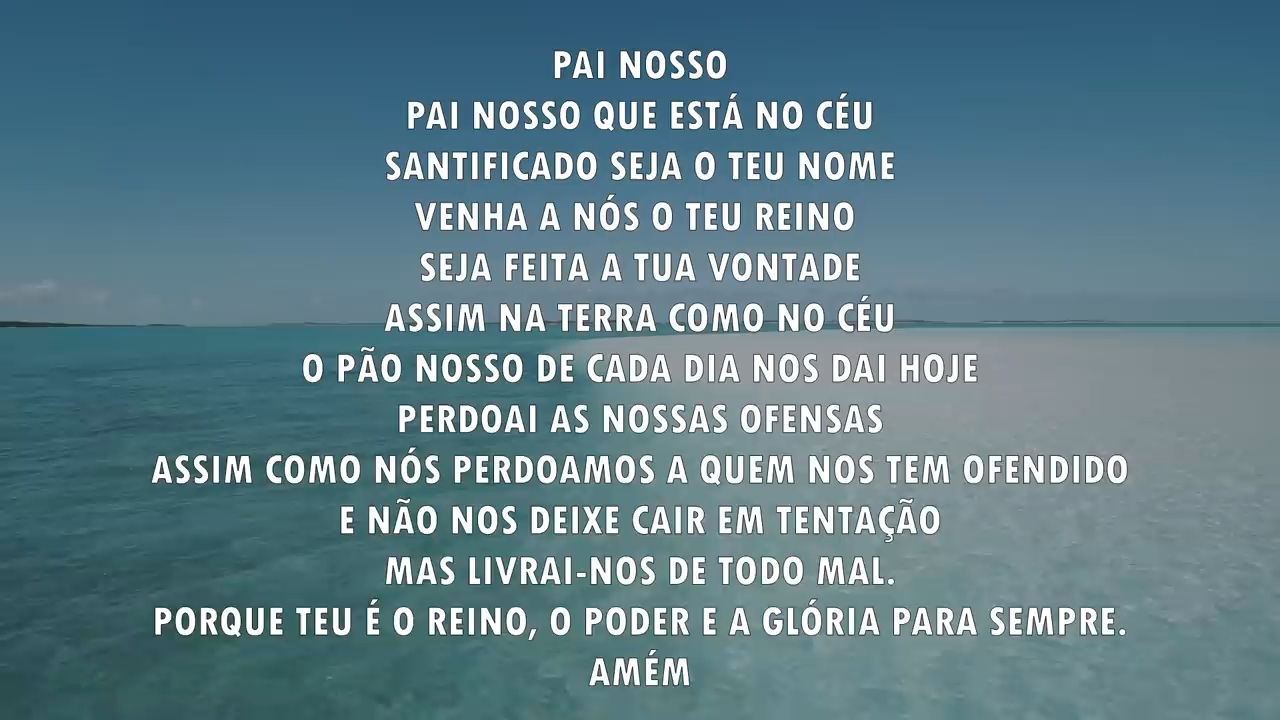 PAI NOSSO
PAI NOSSO QUE ESTÁ NO CÉU
SANTIFICADO SEJA O TEU NOME
VENHA A NÓS O TEU REINO
SEJA FEITA A TUA VONTADE
ASSIM NA TERRA COMO NO CÉU
O PÃO NOSSO DE CADA DIA NOS DAI HOJE
PERDOAI AS NOSSAS OFENSAS
ASSIM COMO NÓS PERDOAMOS A QUEM NOS TEM OFENDIDO
E NÃO NOS DEIXE CAIR EM TENTAÇÃO
MAS LIVRAI-NOS DE TODO MAL.
PORQUE TEU É O REINO, O PODER E A GLÓRIA PARA SEMPRE.
AMÉM